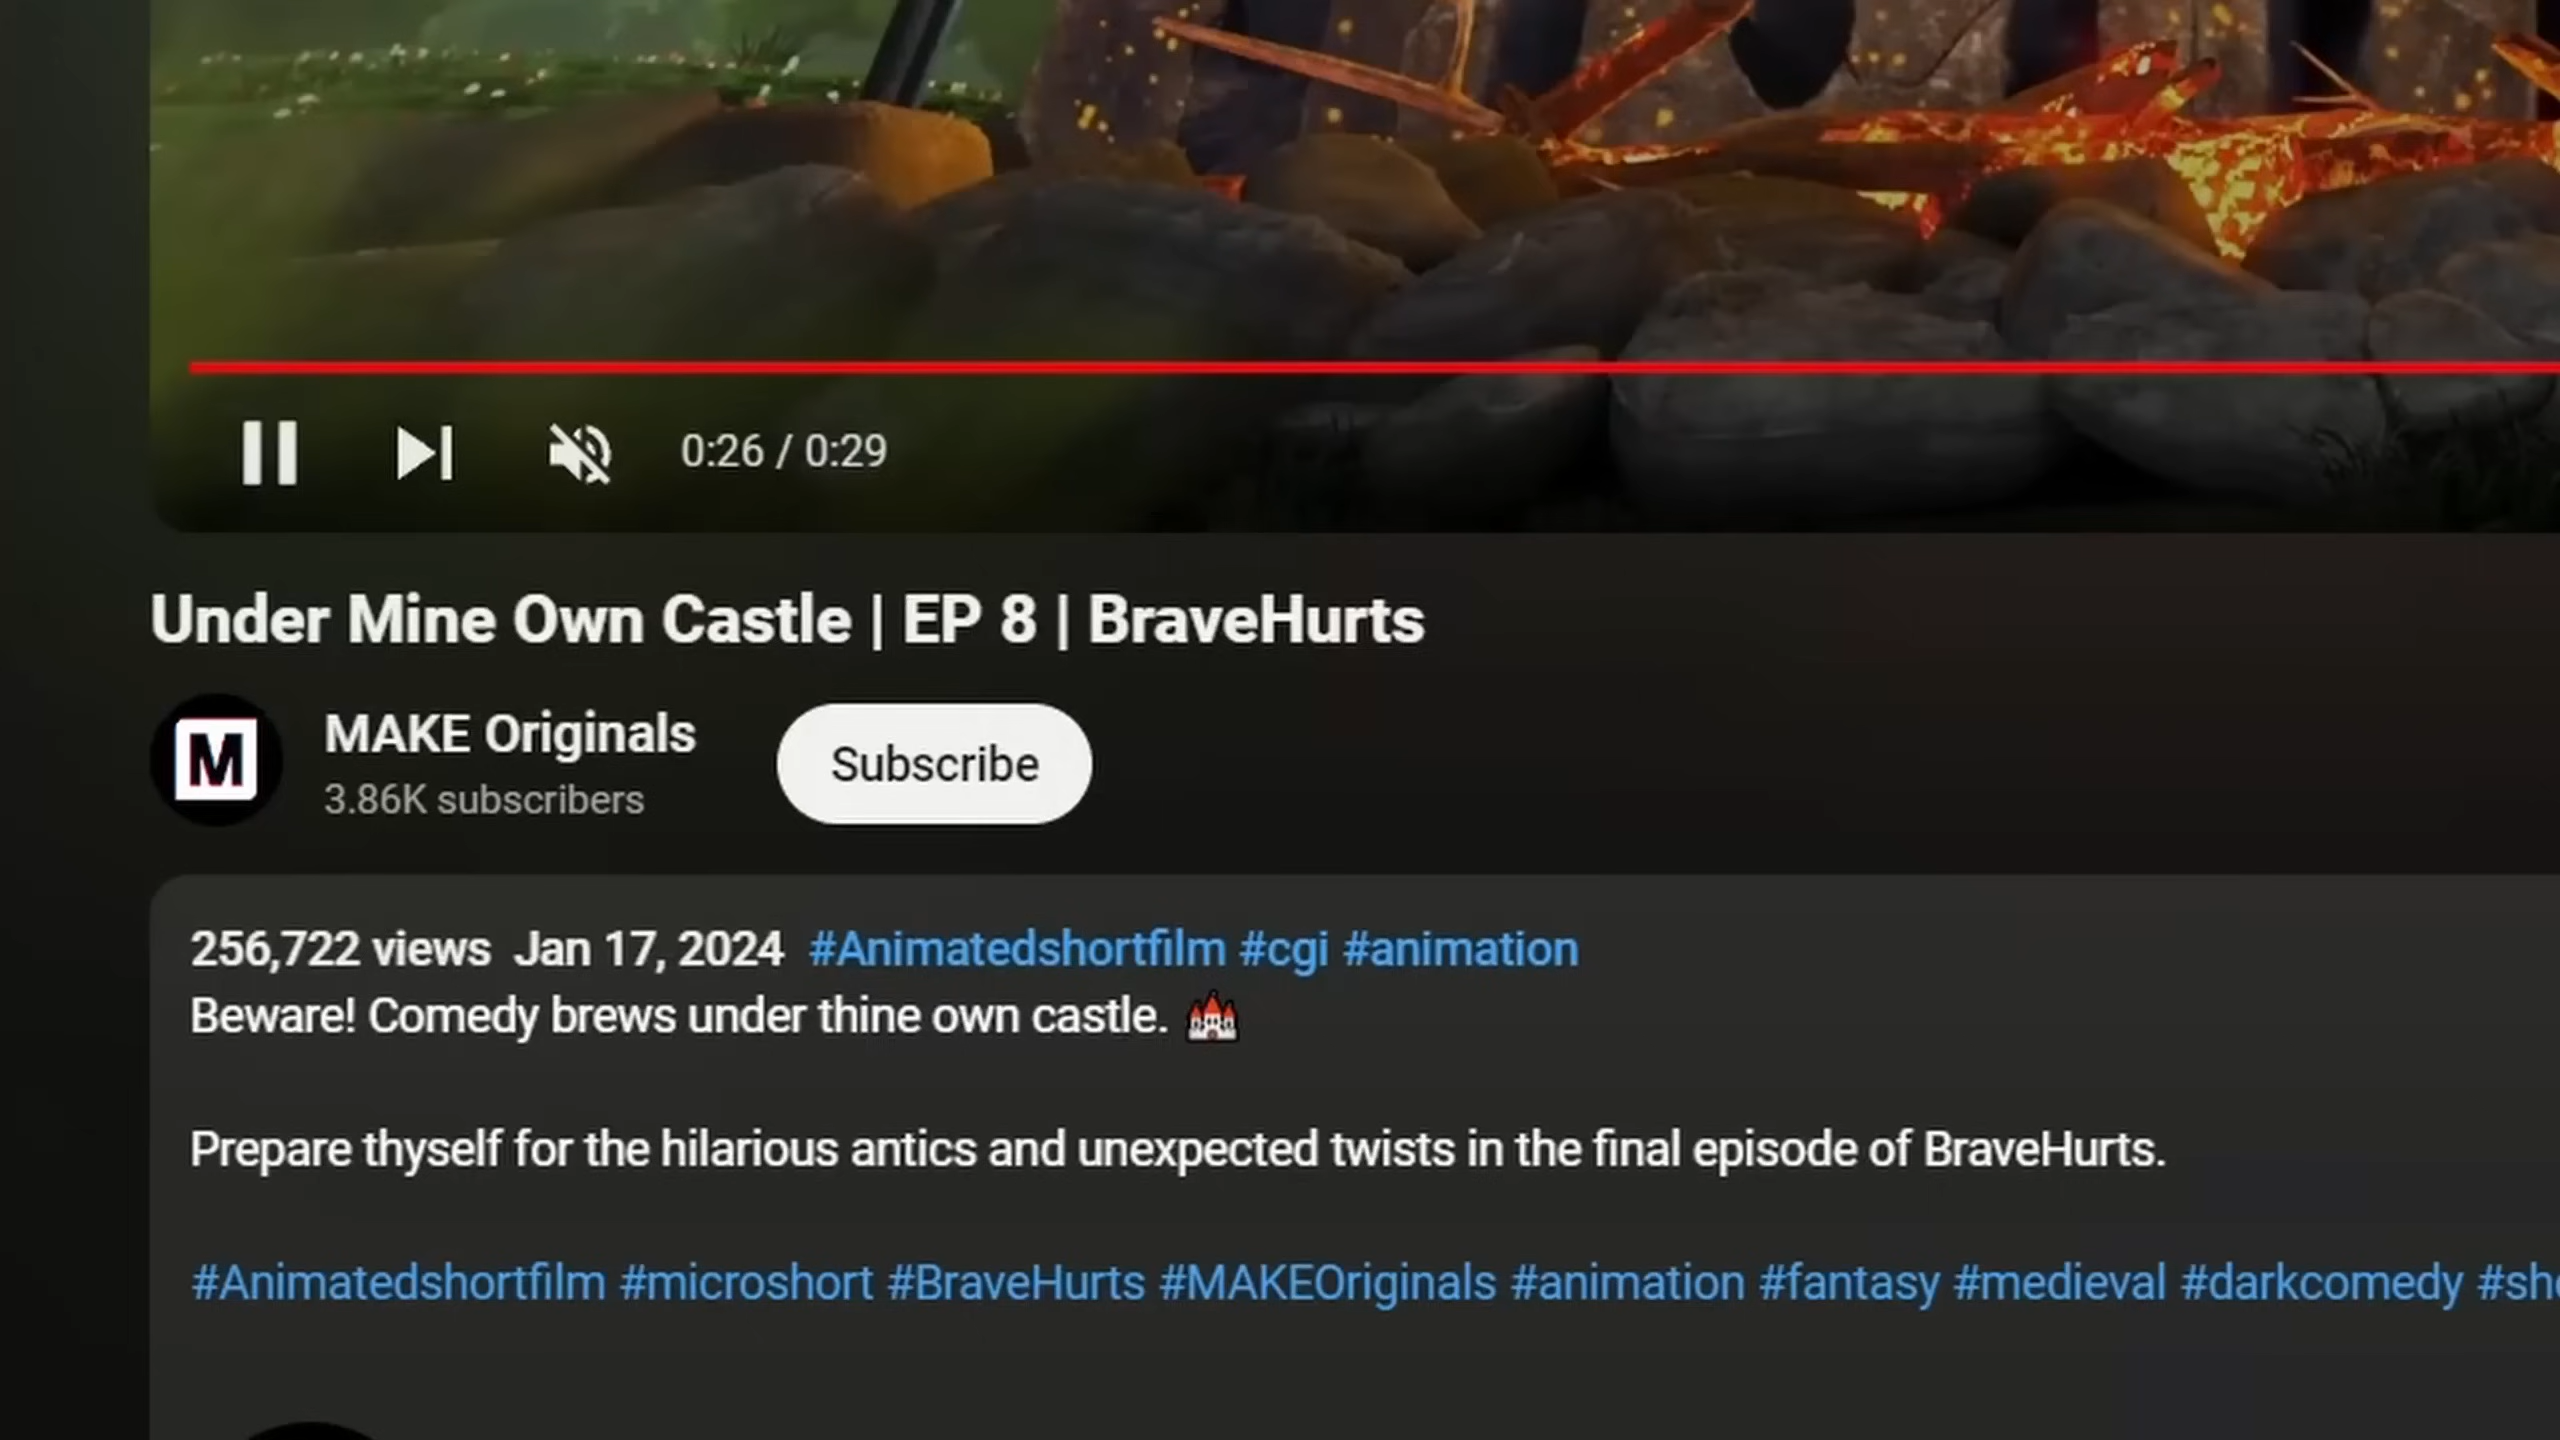 0:26 / 0:29
Under Mine Own Castle | EP 8 | BraveHurts
M
MAKE Originals
3.86K subscribers
Subscribe
256,722 views Jan 17, 2024 #Animatedshortfilm #cgi #animation
Beware! Comedy brews under thine own castle. 🏰
Prepare thyself for the hilarious antics and unexpected twists in the final episode of BraveHurts.
#Animatedshortfilm #microshort #BraveHurts #MAKEOriginals #animation #fantasy #medieval #darkcomedy